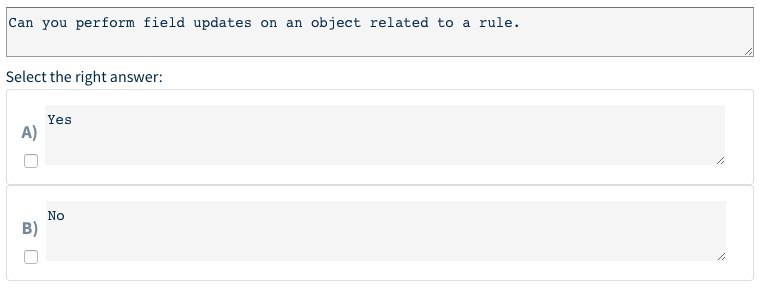 Can you perform field updates on an object related to a rule.
Select the right answer:
A)
Yes
B)
No